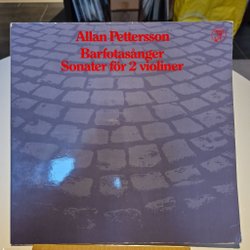 Allan Pettersson
Barfotasånger
Sonater för 2 violiner